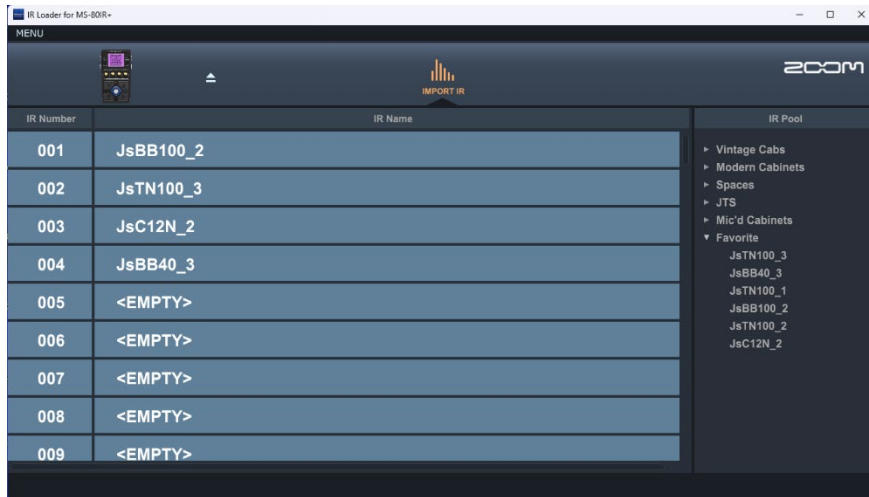 IR Loader for MS-80IR+
MENU
IMPORT IR
ZOOM
IR Number
IR Name
IR Pool
001 JsBB100_2
002 JsTN100_3
003 JsC12N_2
004 JsBB40_3
005 <EMPTY>
006 <EMPTY>
007 <EMPTY>
008 <EMPTY>
009 <EMPTY>
Vintage Cabs
Modern Cabinets
Spaces
JTS
Mic'd Cabinets
Favorite
JsTN100_3
JsBB40_3
JsTN100_1
JsBB100_2
JsTN100_2
JsC12N_2